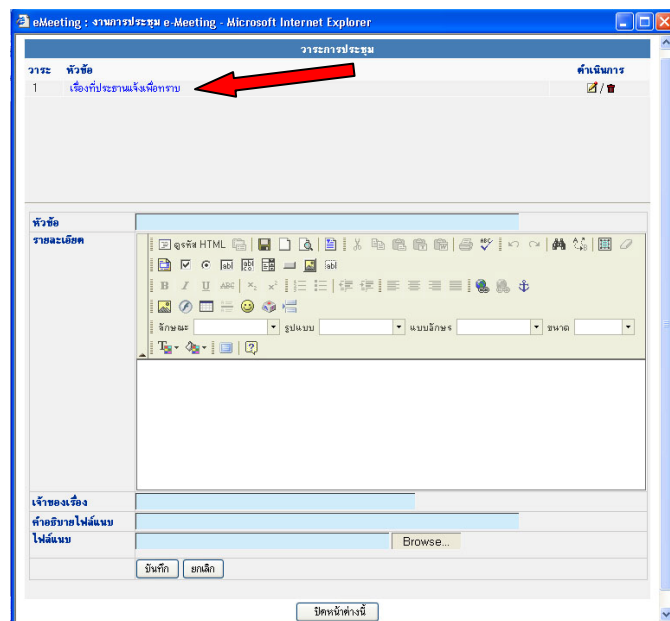 eMeeting : งานการประชุม e-Meeting - Microsoft Internet Explorer
วาระการประชุม
วาระ หัวข้อ ดำเนินการ
1 เรื่องที่ประธานแจ้งเพื่อทราบ /
หัวข้อ
รายละเอียด
ดูรหัส HTML
ABC
abl abl
B I U ABC x₂ x²
ลักษณะ รูปแบบ แบบอักษร ขนาด
เจ้าของเรื่อง
คำอธิบายไฟล์แนบ
ไฟล์แนบ Browse...
บันทึก ยกเลิก
ปิดหน้าต่างนี้